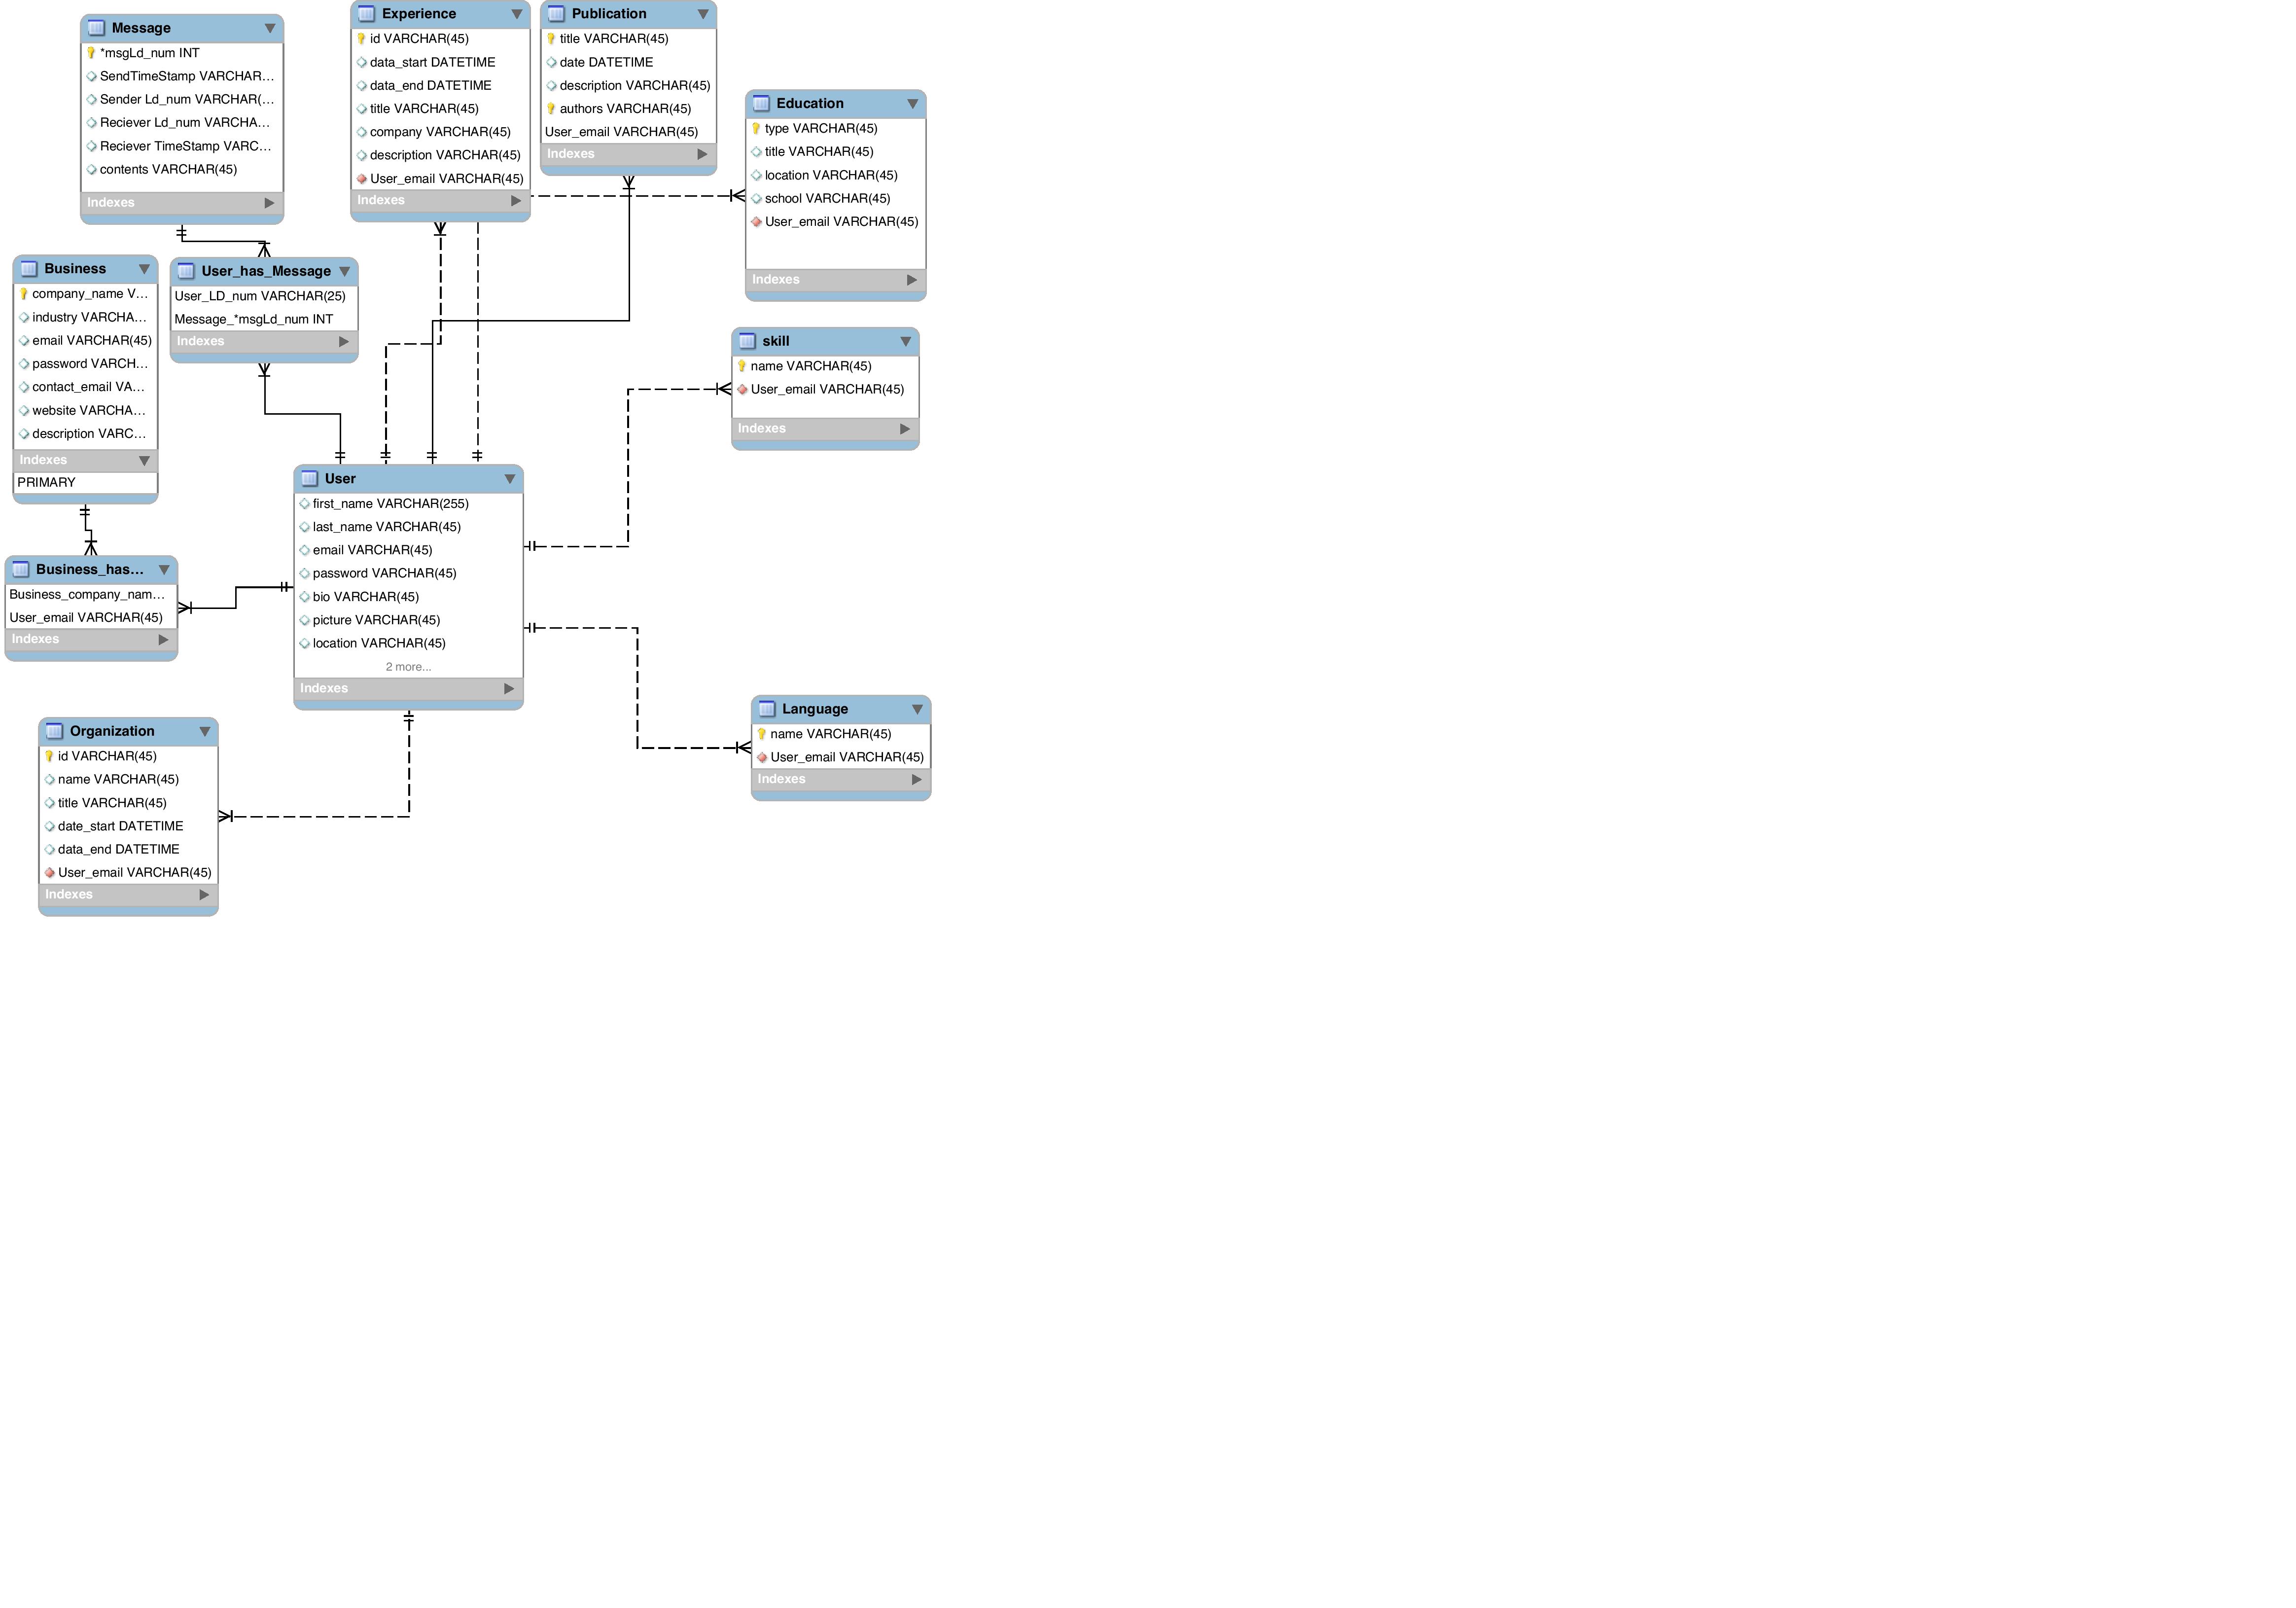 Message
*msgLd_num INT
SendTimeStamp VARCHAR...
Sender Ld_num VARCHAR(...
Reciever Ld_num VARCHA...
Reciever TimeStamp VARC...
contents VARCHAR(45)
Indexes
Experience
id VARCHAR(45)
data_start DATETIME
data_end DATETIME
title VARCHAR(45)
company VARCHAR(45)
description VARCHAR(45)
User_email VARCHAR(45)
Indexes
Publication
title VARCHAR(45)
date DATETIME
description VARCHAR(45)
authors VARCHAR(45)
User_email VARCHAR(45)
Indexes
Education
type VARCHAR(45)
title VARCHAR(45)
location VARCHAR(45)
school VARCHAR(45)
User_email VARCHAR(45)
Indexes
Business
company_name V...
industry VARCHA...
email VARCHAR(45)
password VARCH...
contact_email VA...
website VARCHA...
description VARC...
Indexes
PRIMARY
User_has_Message
User_LD_num VARCHAR(25)
Message_*msgLd_num INT
Indexes
skill
name VARCHAR(45)
User_email VARCHAR(45)
Indexes
User
first_name VARCHAR(255)
last_name VARCHAR(45)
email VARCHAR(45)
password VARCHAR(45)
bio VARCHAR(45)
picture VARCHAR(45)
location VARCHAR(45)
2 more...
Indexes
Business_has...
Business_company_nam...
User_email VARCHAR(45)
Indexes
Organization
id VARCHAR(45)
name VARCHAR(45)
title VARCHAR(45)
date_start DATETIME
data_end DATETIME
User_email VARCHAR(45)
Indexes
Language
name VARCHAR(45)
User_email VARCHAR(45)
Indexes